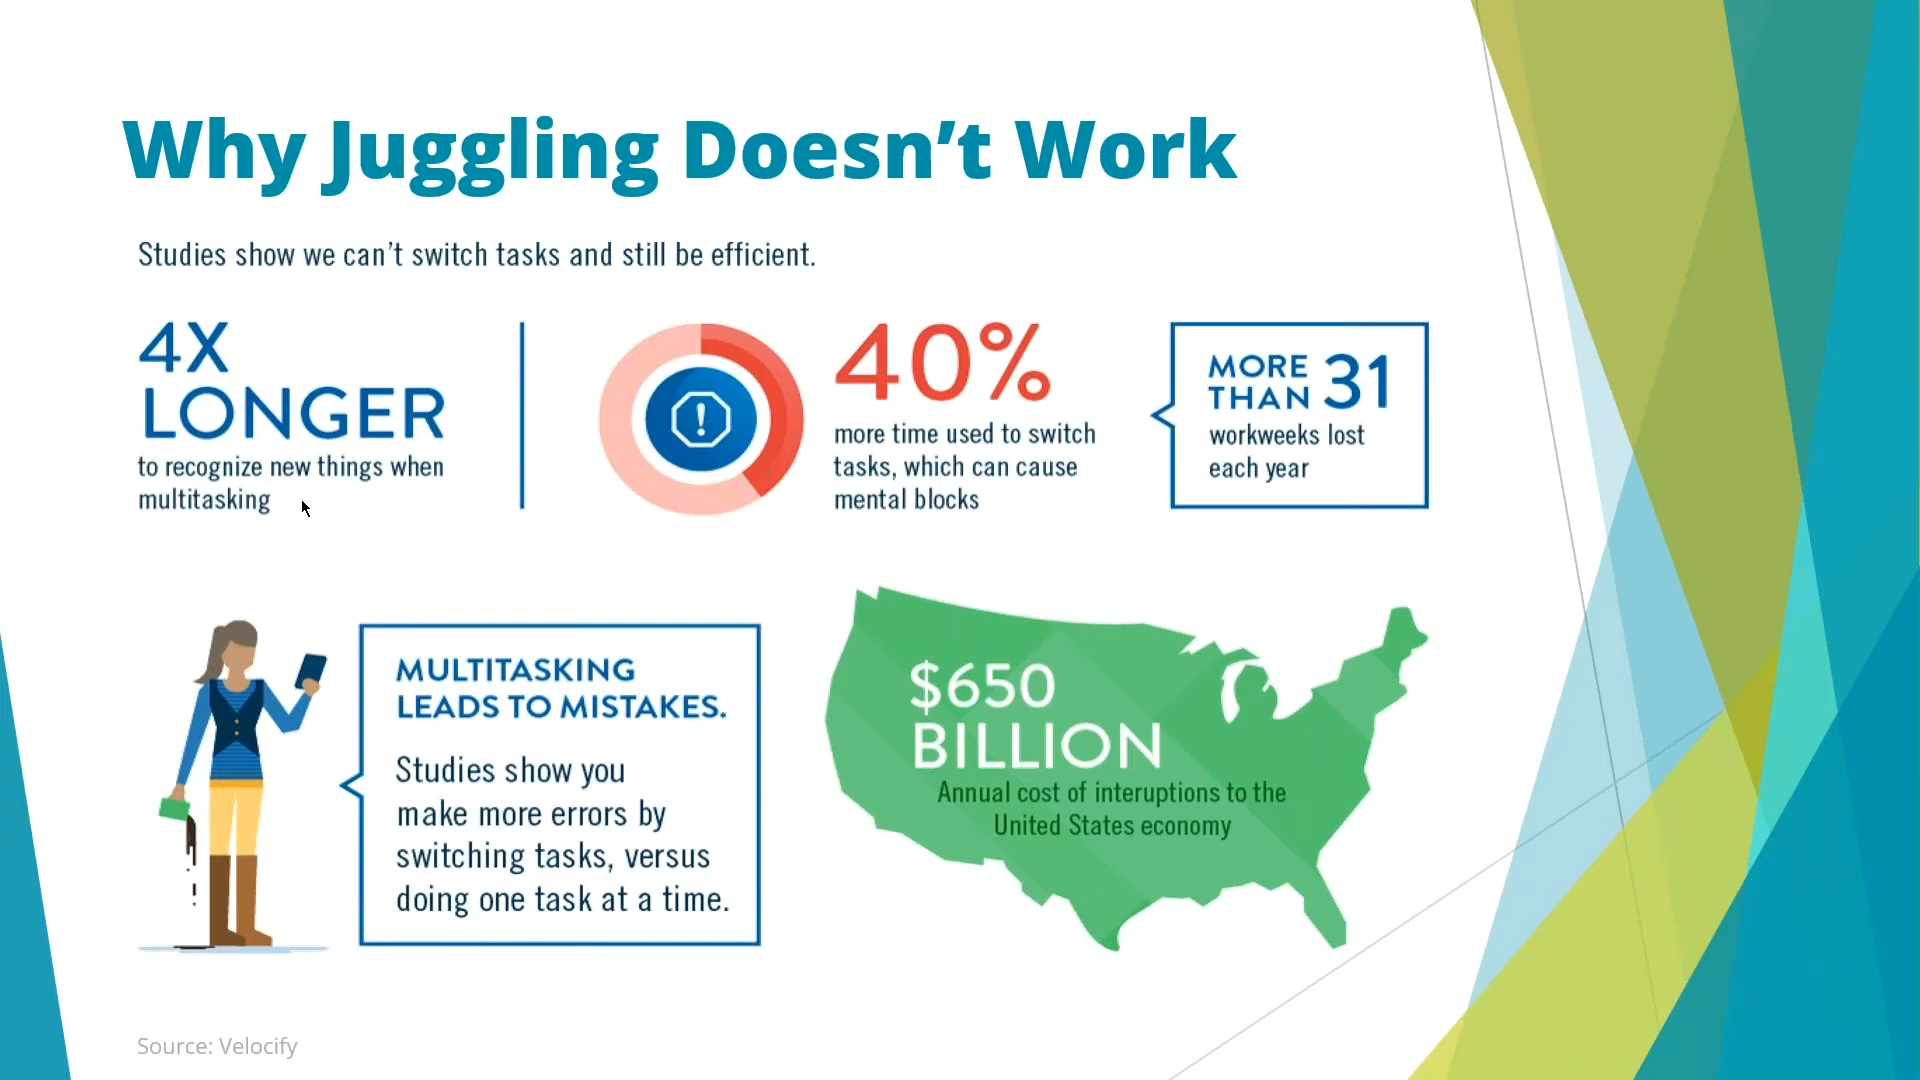 Why Juggling Doesn’t Work
Studies show we can’t switch tasks and still be efficient.
4X
LONGER
to recognize new things when
multitasking
40%
more time used to switch
tasks, which can cause
mental blocks
MORE
THAN 31
workweeks lost
each year
MULTITASKING
LEADS TO MISTAKES.
Studies show you
make more errors by
switching tasks, versus
doing one task at a time.
$650
BILLION
Annual cost of interuptions to the
United States economy
Source: Velocify